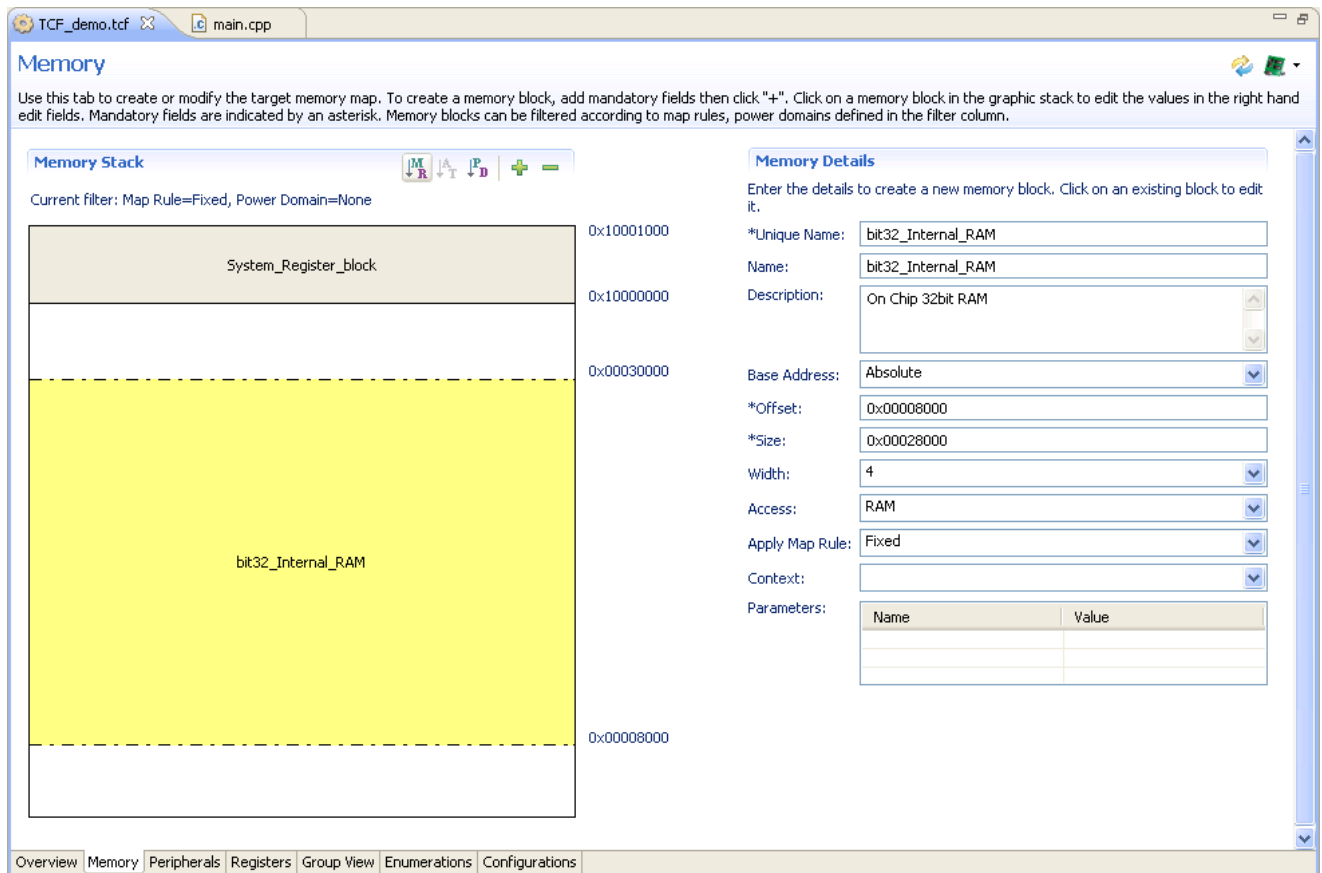 TCF_demo.tcf
main.cpp
Memory
Use this tab to create or modify the target memory map. To create a memory block, add mandatory fields then click "+". Click on a memory block in the graphic stack to edit the values in the right hand
edit fields. Mandatory fields are indicated by an asterisk. Memory blocks can be filtered according to map rules, power domains defined in the filter column.
Memory Stack
M R
A T
P D
Current filter: Map Rule=Fixed, Power Domain=None
0x10001000
System_Register_block
0x10000000
0x00030000
bit32_Internal_RAM
0x00008000
Memory Details
Enter the details to create a new memory block. Click on an existing block to edit
it.
*Unique Name: bit32_Internal_RAM
Name: bit32_Internal_RAM
Description: On Chip 32bit RAM
Base Address: Absolute
*Offset: 0x00008000
*Size: 0x00028000
Width: 4
Access: RAM
Apply Map Rule: Fixed
Context:
Parameters:
Name Value
Overview Memory Peripherals Registers Group View Enumerations Configurations